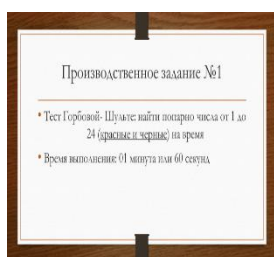 Производственное задание №1
• Тест Горбовой- Шульте: найти попарно числа от 1 до
24 (красные и черные) на время
• Время выполнения: 01 минута или 60 секунд